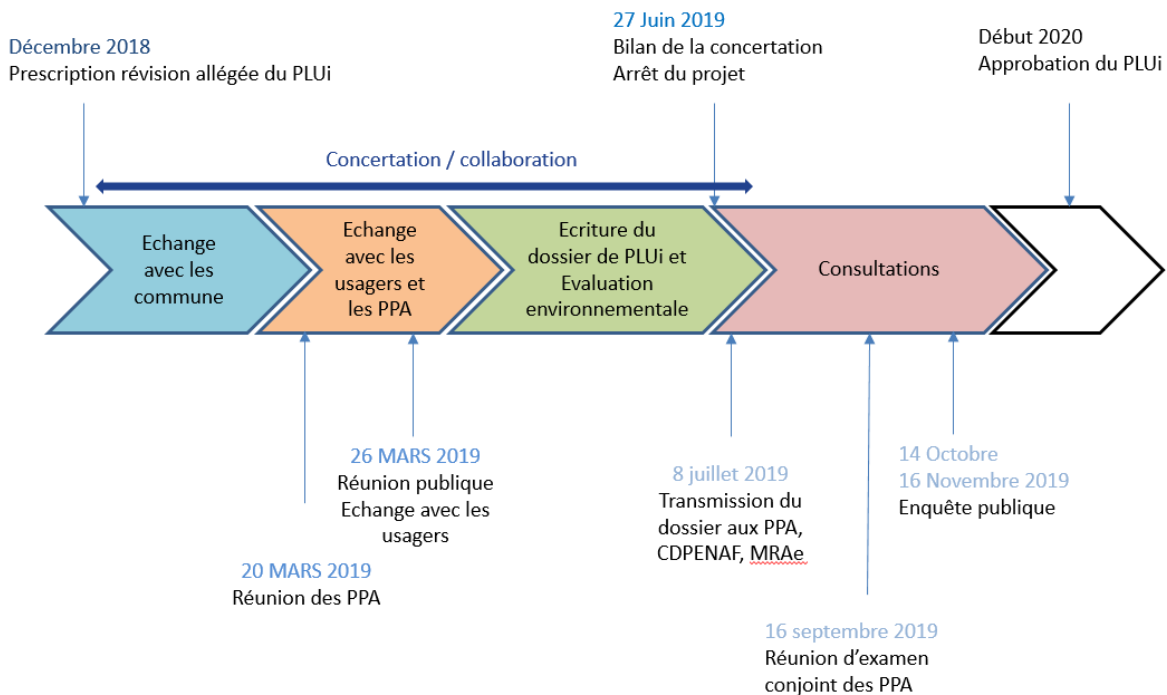 Décembre 2018
Prescription révision allégée du PLUi
27 Juin 2019
Bilan de la concertation
Arrêt du projet
Début 2020
Approbation du PLUi
Concertation / collaboration
Echange
avec les
commune
Echange
avec les
usagers et
les PPA
Ecriture du
dossier de PLUi et
Evaluation
environnementale
Consultations
20 MARS 2019
Réunion des PPA
26 MARS 2019
Réunion publique
Echange avec les
usagers
8 juillet 2019
Transmission du
dossier aux PPA,
CDPENAF, MRAe
16 septembre 2019
Réunion d'examen
conjoint des PPA
14 Octobre
16 Novembre 2019
Enquête publique